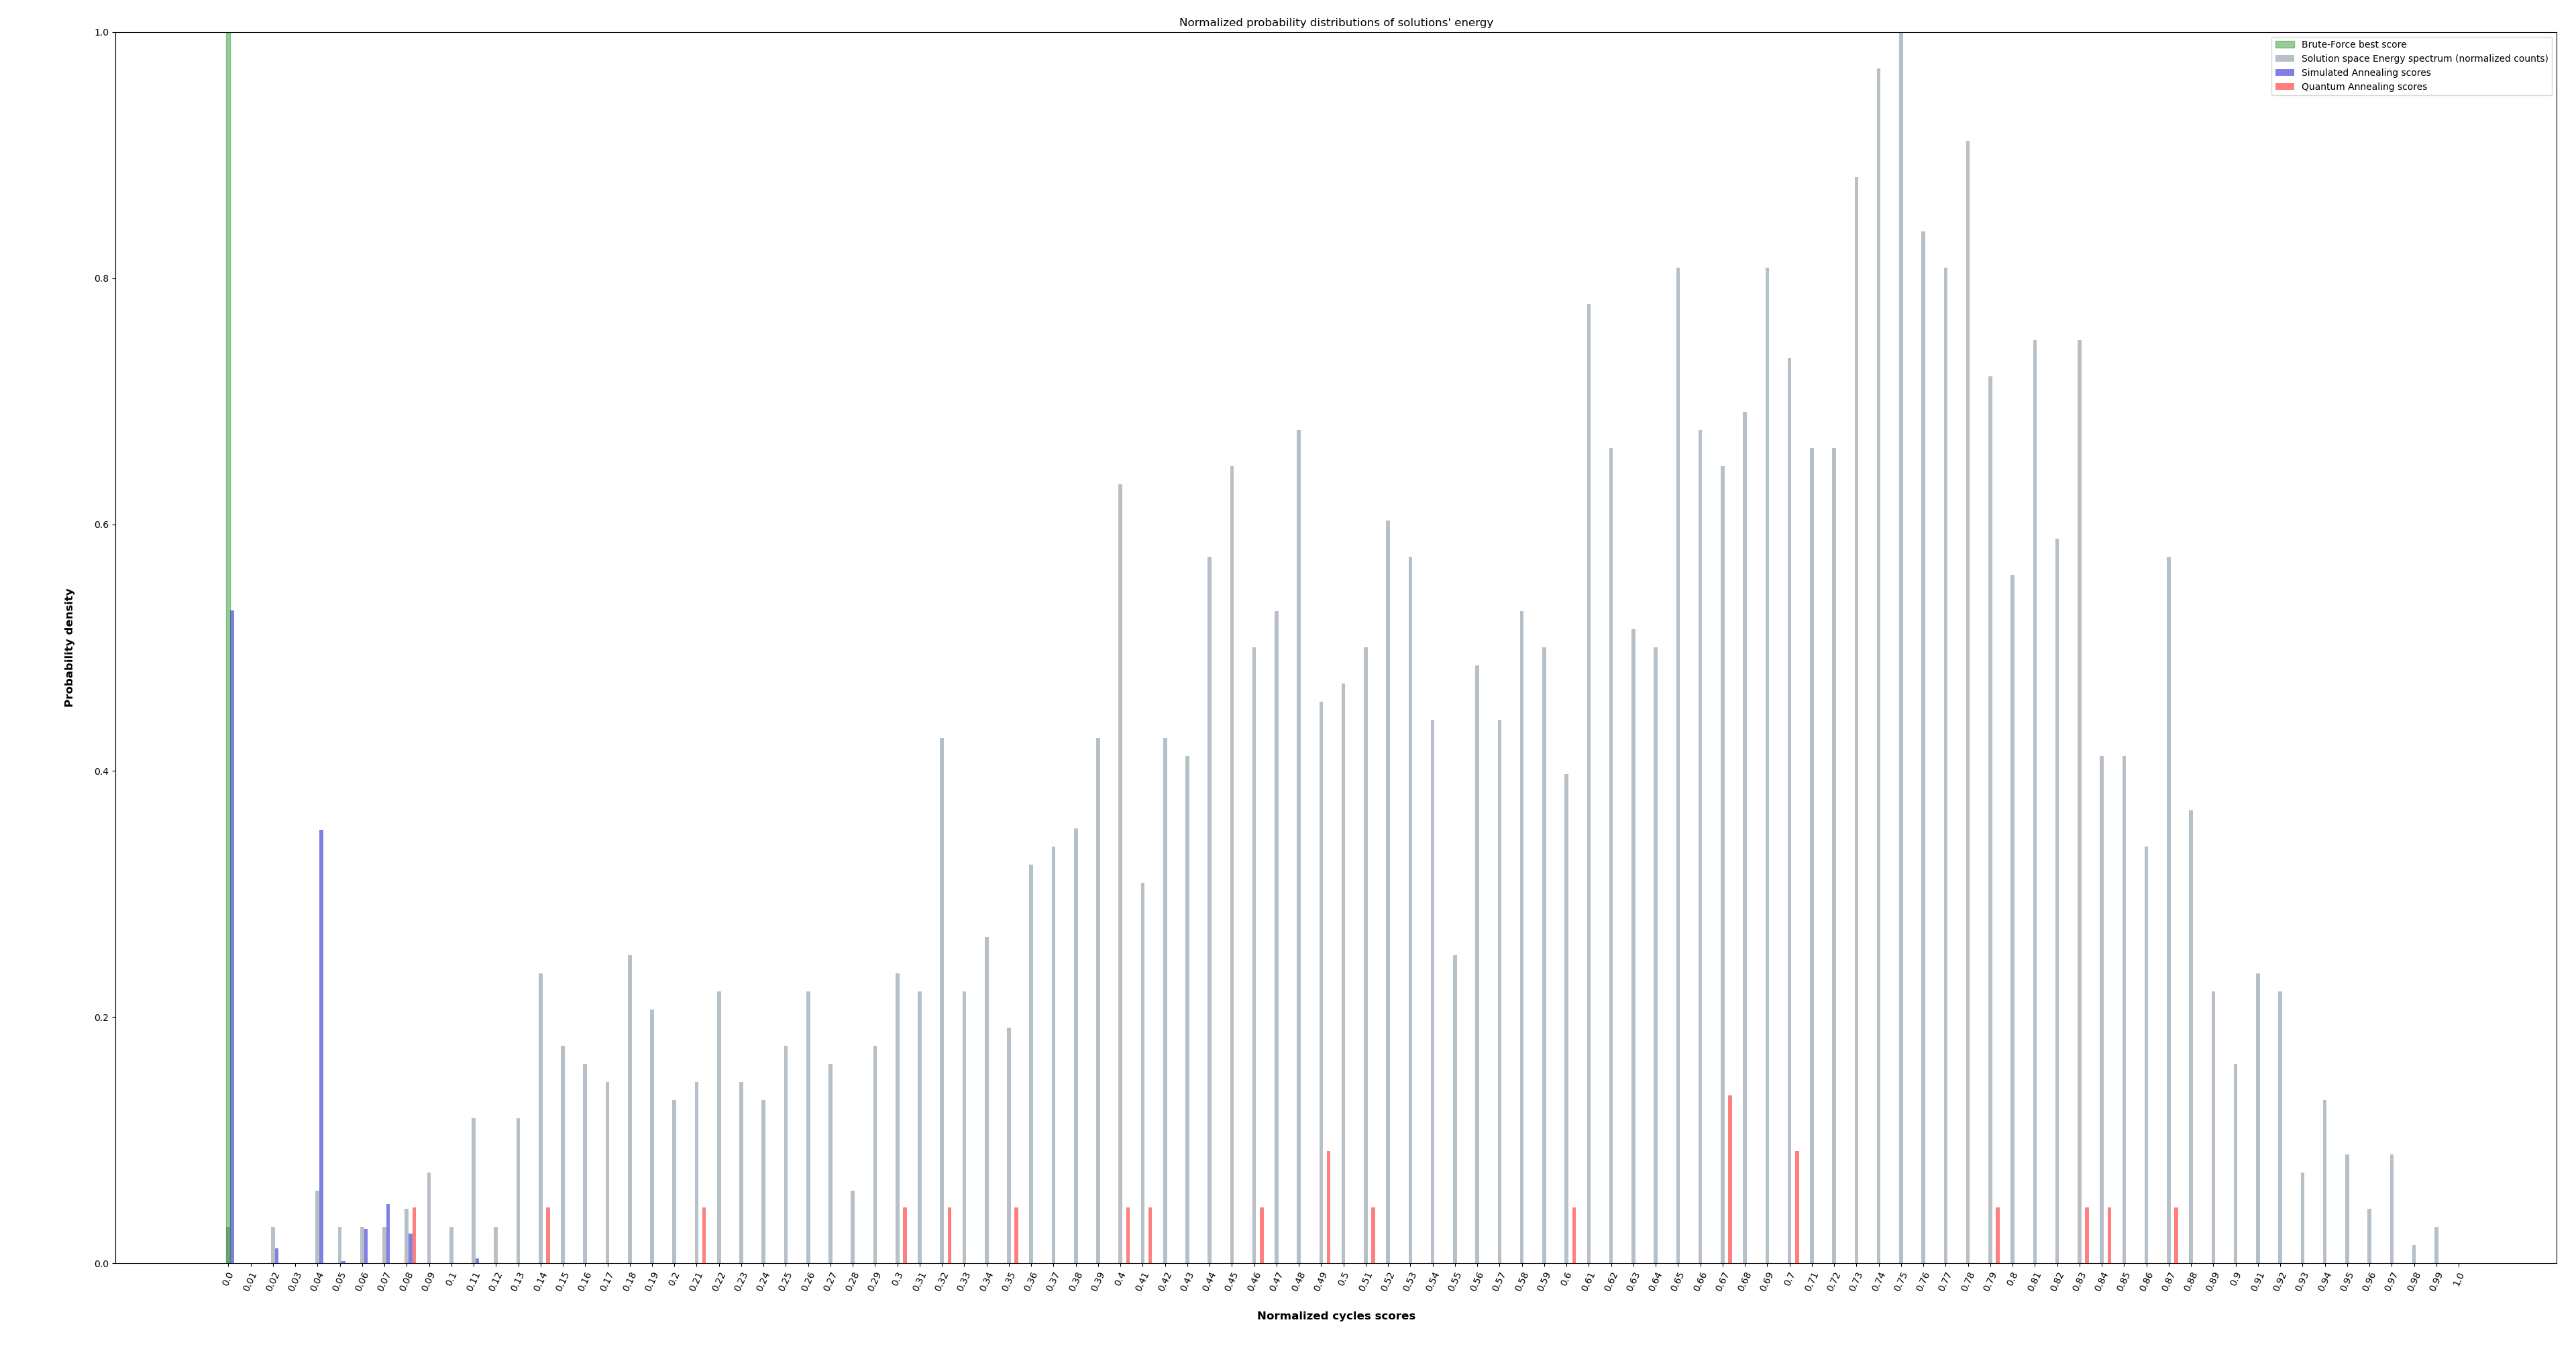 Normalized probability distributions of solutions' energy
Brute-Force best score
Solution space Energy spectrum (normalized counts)
Simulated Annealing scores
Quantum Annealing scores
Probability density
1.0
0.8
0.6
0.4
0.2
0.0
0.0 0.01 0.02 0.03 0.04 0.05 0.06 0.07 0.08 0.09 0.1 0.11 0.12 0.13 0.14 0.15 0.16 0.17 0.18 0.19 0.2 0.21 0.22 0.23 0.24 0.25 0.26 0.27 0.28 0.29 0.3 0.31 0.32 0.33 0.34 0.35 0.36 0.37 0.38 0.39 0.4 0.41 0.42 0.43 0.44 0.45 0.46 0.47 0.48 0.49 0.5 0.51 0.52 0.53 0.54 0.55 0.56 0.57 0.58 0.59 0.6 0.61 0.62 0.63 0.64 0.65 0.66 0.67 0.68 0.69 0.7 0.71 0.72 0.73 0.74 0.75 0.76 0.77 0.78 0.79 0.8 0.81 0.82 0.83 0.84 0.85 0.86 0.87 0.88 0.89 0.9 0.91 0.92 0.93 0.94 0.95 0.96 0.97 0.98 0.99 1.0
Normalized cycles scores